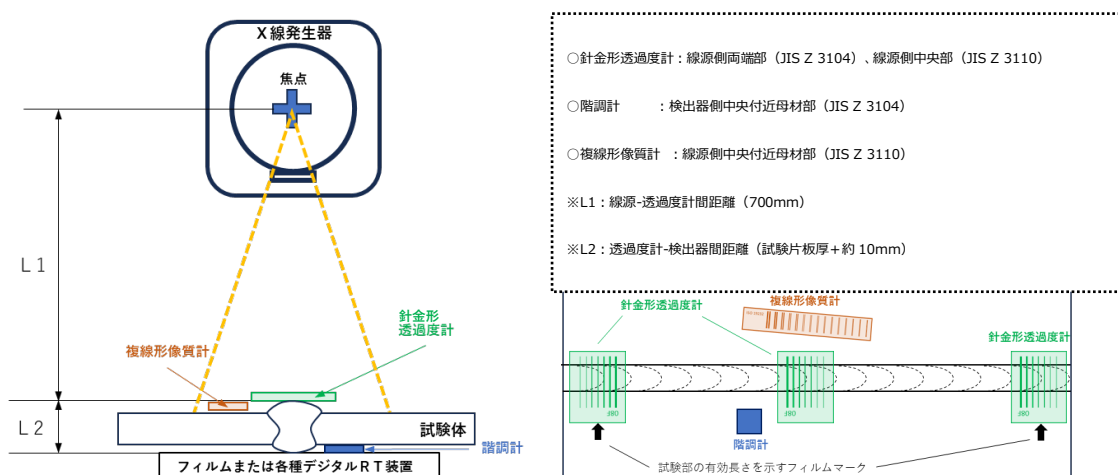 X線発生器
焦点
L1
針金形
透過度計
複線形像質計
L2
試験体
階調計
フィルムまたは各種デジタルRT装置
○針金形透過度計：線源側両端部（JIS Z 3104）、線源側中央部（JIS Z 3110）
○階調計　　　：検出器側中央付近母材部（JIS Z 3104）
○複線形像質計 ：線源側中央付近母材部（JIS Z 3110）
※L1：線源-透過度計間距離（700mm）
※L2：透過度計-検出器間距離（試験片板厚＋約10mm）
針金形透過度計
複線形像質計
針金形透過度計
08F
08F
08F
階調計
試験部の有効長さを示すフィルムマーク